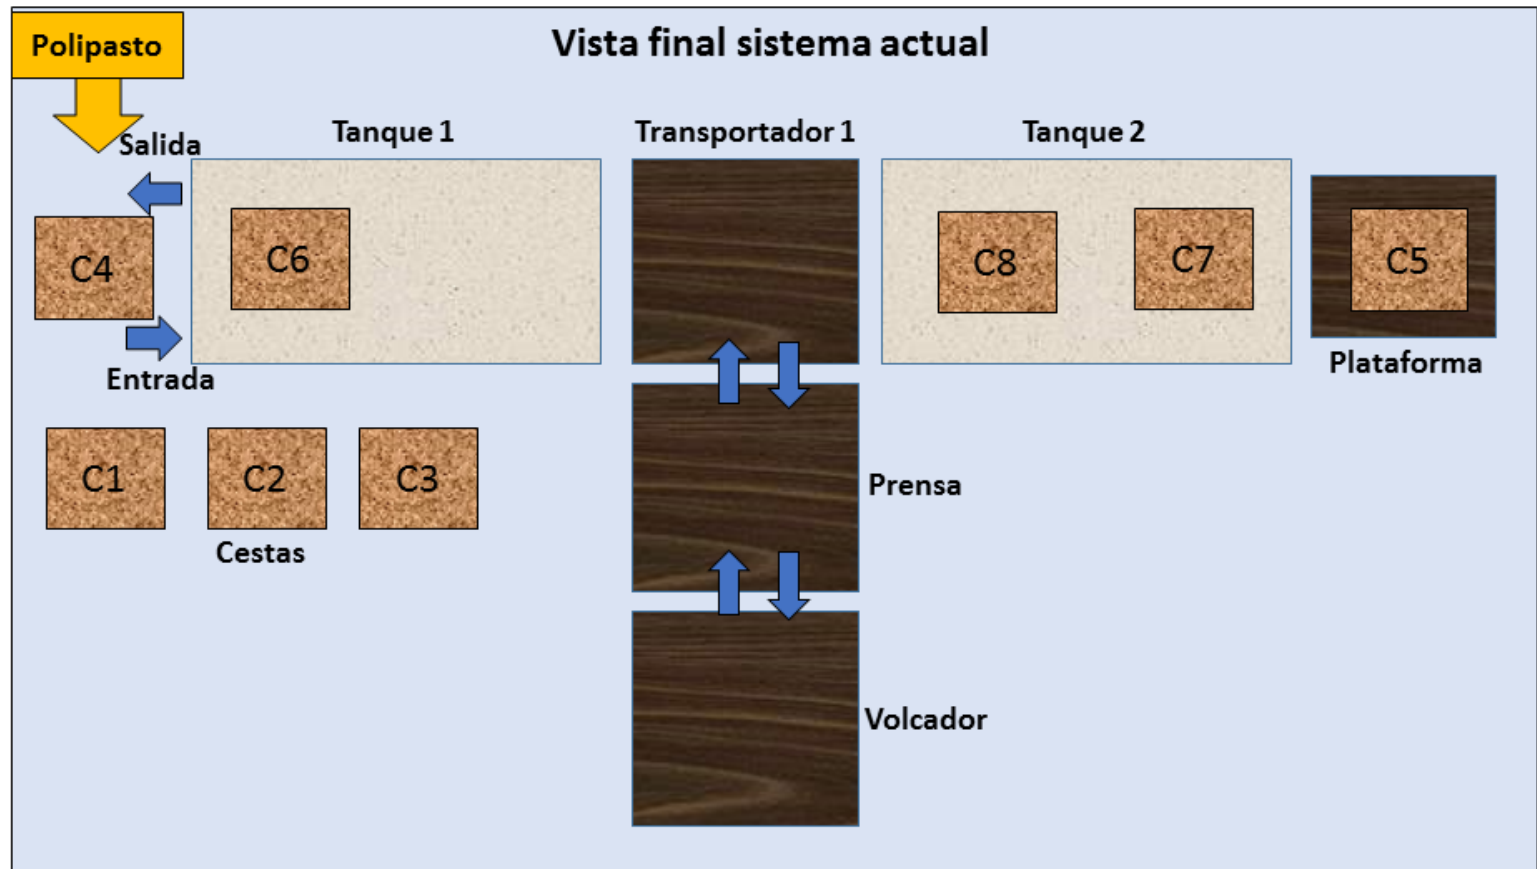 Polipasto
Vista final sistema actual
Salida
Tanque 1
Transportador 1
Tanque 2
C4
C6
C8
C7
C5
Entrada
Plataforma
C1
C2
C3
Prensa
Cestas
Volcador